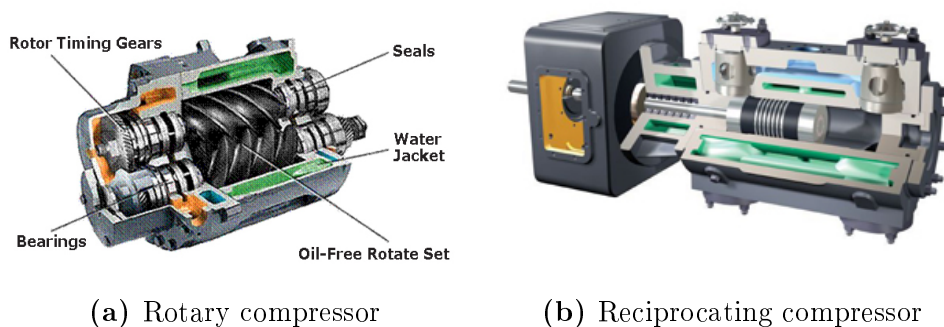 Rotor Timing Gears
Seals
Water
Jacket
Bearings
Oil-Free Rotate Set
(a) Rotary compressor
(b) Reciprocating compressor